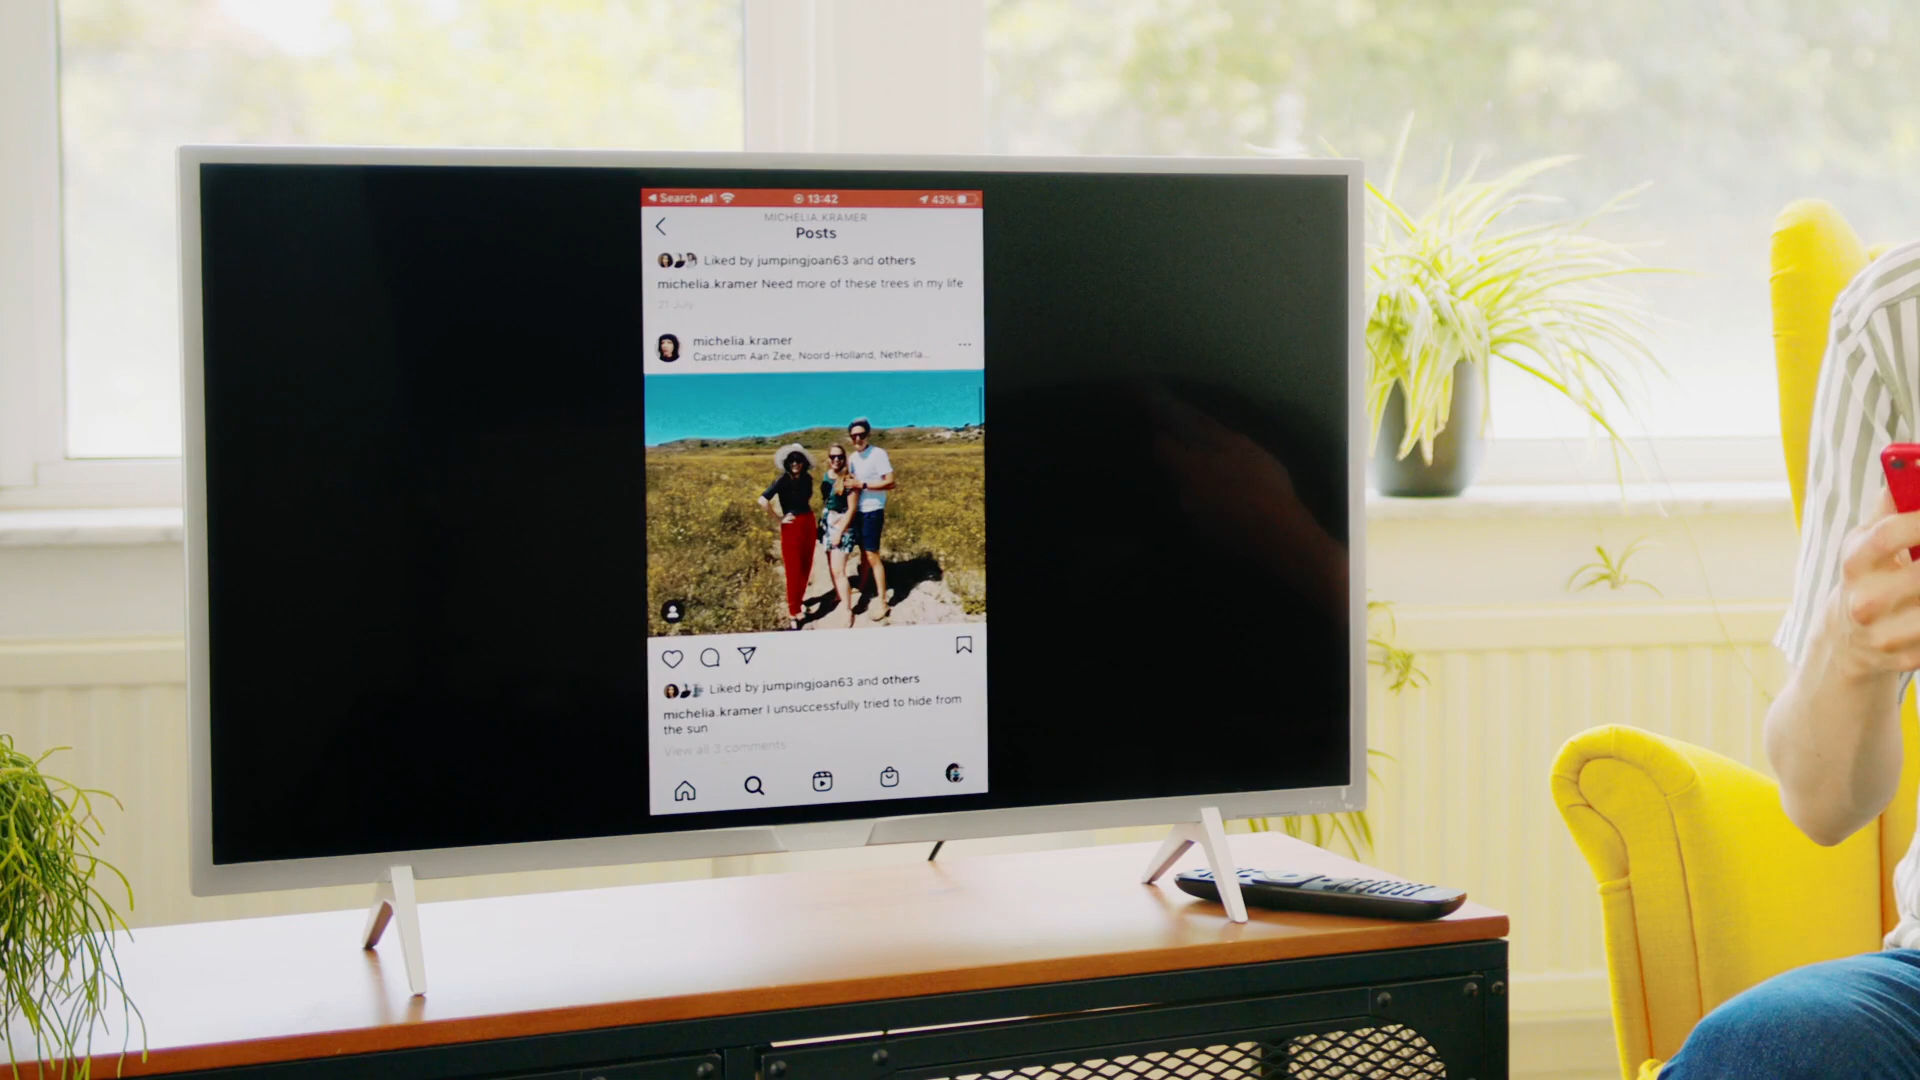 Search
13:42
43%
MICHELIA.KRAMER
Posts
Liked by jumpingjoan63 and others
michelia.kramer Need more of these trees in my life
21 July
michelia.kramer
Castricum Aan Zee, Noord-Holland, Netherla...
Liked by jumpingjoan63 and others
michelia.kramer I unsuccessfully tried to hide from
the sun
View all 3 comments